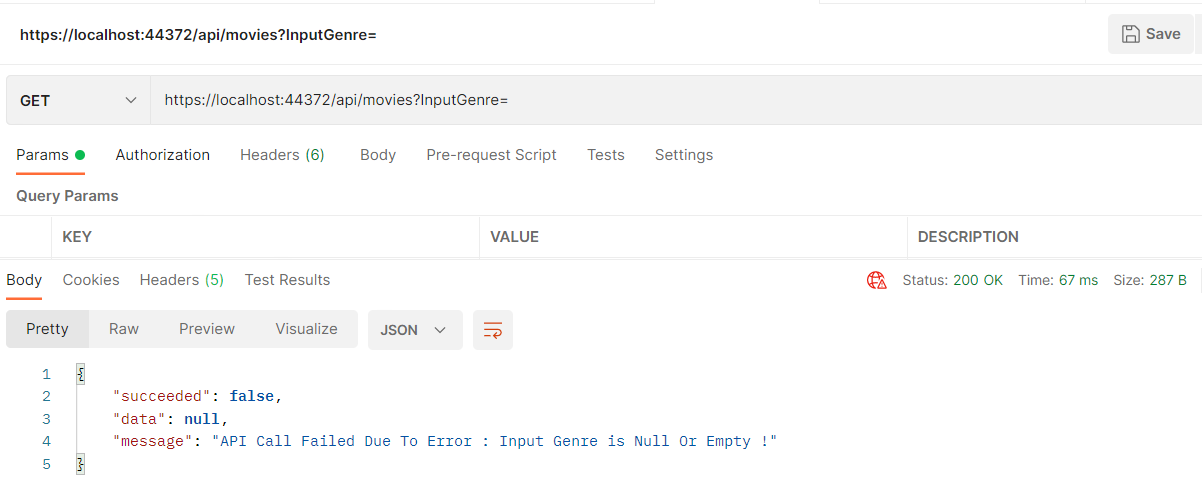 https://localhost:44372/api/movies?InputGenre=
Save
GET
https://localhost:44372/api/movies?InputGenre=
Params Authorization Headers (6) Body Pre-request Script Tests Settings
Query Params
KEY VALUE DESCRIPTION
Body Cookies Headers (5) Test Results Status: 200 OK Time: 67 ms Size: 287 B
Pretty Raw Preview Visualize JSON
1 {
2 "succeeded": false,
3 "data": null,
4 "message": "API Call Failed Due To Error : Input Genre is Null Or Empty !"
5 }